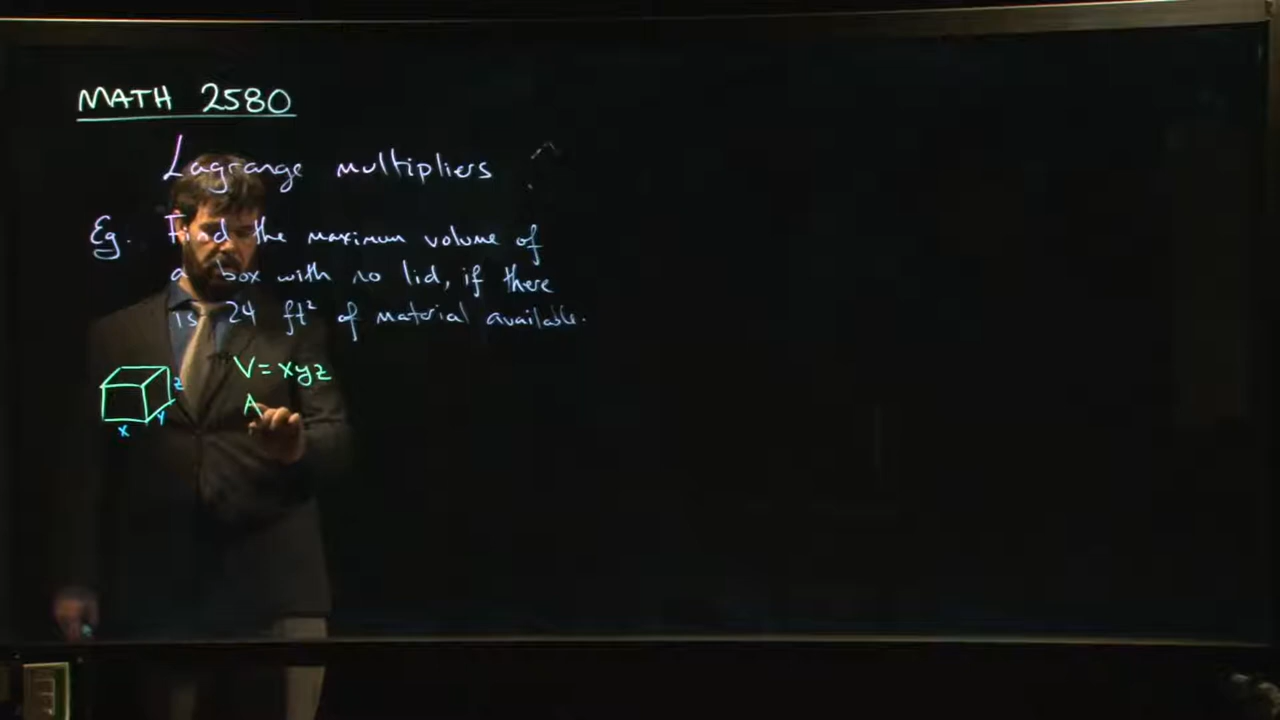 MATH 2580
Lagrange multipliers
Eg. Find the maximum volume of
a box with no lid, if there
is 24 ft² of material available.
V = xyz
z
A
y
x